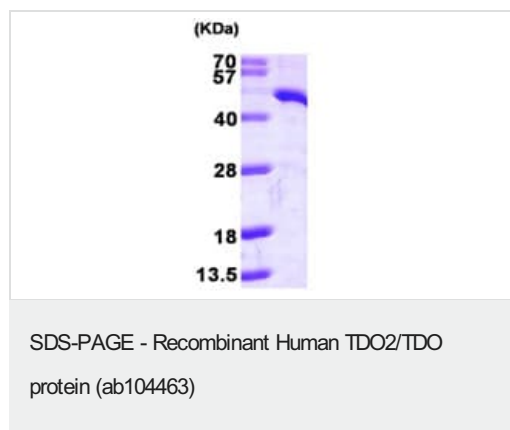 (KDa)
70
57
40
28
18
13.5
SDS-PAGE - Recombinant Human TDO2/TDO
protein (ab104463)